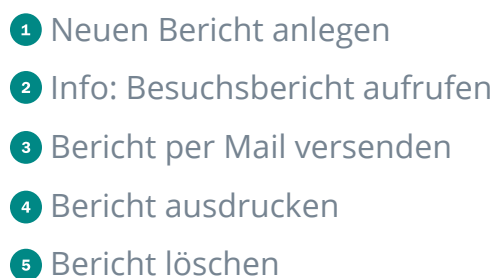 1 Neuen Bericht anlegen
2 Info: Besuchsbericht aufrufen
3 Bericht per Mail versenden
4 Bericht ausdrucken
5 Bericht löschen